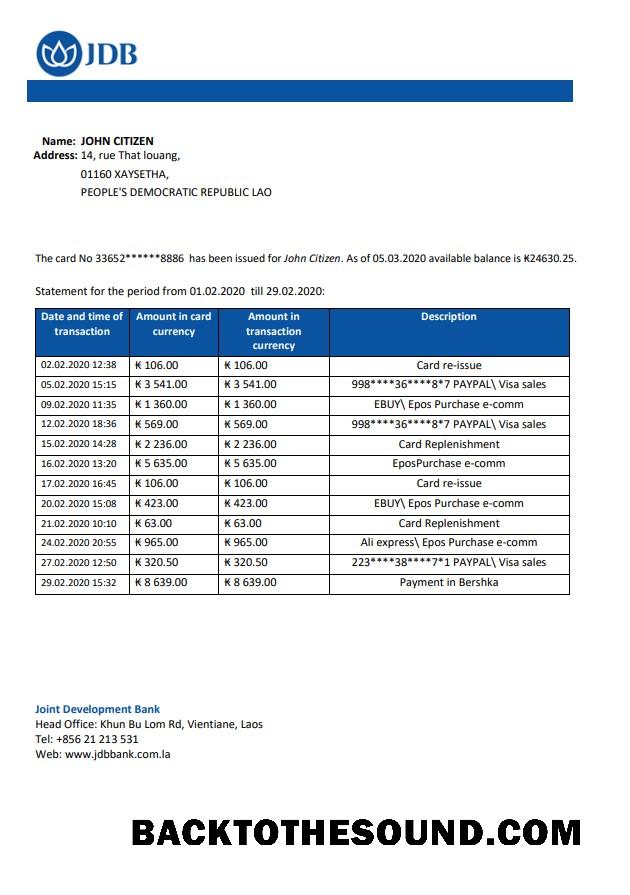 JDB
Name: JOHN CITIZEN
Address: 14, rue That louang,
01160 XAYSETHA,
PEOPLE'S DEMOCRATIC REPUBLIC LAO
The card No 33652******8886 has been issued for John Citizen. As of 05.03.2020 available balance is ₭24630.25.
Statement for the period from 01.02.2020 till 29.02.2020:
Date and time of transaction Amount in card currency Amount in transaction currency Description
02.02.2020 12:38 ₭ 106.00 ₭ 106.00 Card re-issue
05.02.2020 15:15 ₭ 3 541.00 ₭ 3 541.00 998****36****8*7 PAYPAL\ Visa sales
09.02.2020 11:35 ₭ 1 360.00 ₭ 1 360.00 EBUY\ Epos Purchase e-comm
12.02.2020 18:36 ₭ 569.00 ₭ 569.00 998****36****8*7 PAYPAL\ Visa sales
15.02.2020 14:28 ₭ 2 236.00 ₭ 2 236.00 Card Replenishment
16.02.2020 13:20 ₭ 5 635.00 ₭ 5 635.00 EposPurchase e-comm
17.02.2020 16:45 ₭ 106.00 ₭ 106.00 Card re-issue
20.02.2020 15:08 ₭ 423.00 ₭ 423.00 EBUY\ Epos Purchase e-comm
21.02.2020 10:10 ₭ 63.00 ₭ 63.00 Card Replenishment
24.02.2020 20:55 ₭ 965.00 ₭ 965.00 Ali express\ Epos Purchase e-comm
27.02.2020 12:50 ₭ 320.50 ₭ 320.50 223****38****7*1 PAYPAL\ Visa sales
29.02.2020 15:32 ₭ 8 639.00 ₭ 8 639.00 Payment in Bershka
Joint Development Bank
Head Office: Khun Bu Lom Rd, Vientiane, Laos
Tel: +856 21 213 531
Web: www.jdbbank.com.la
BACKTOTHESOUND.COM